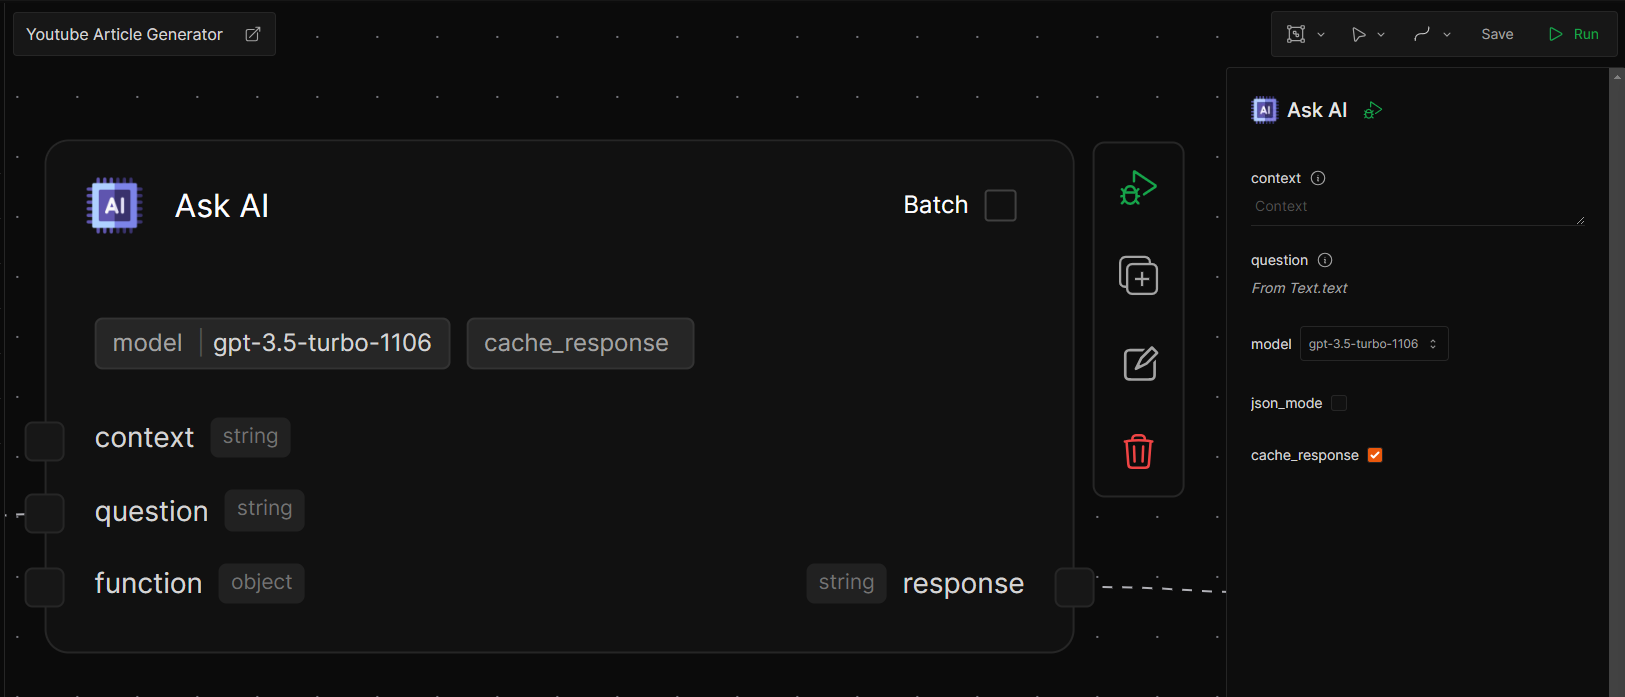 Youtube Article Generator
Save Run
AI Ask AI
Batch
model gpt-3.5-turbo-1106 cache_response
context string
question string
function object
string response
AI Ask AI
context
Context
question
From Text.text
model gpt-3.5-turbo-1106
json_mode
cache_response